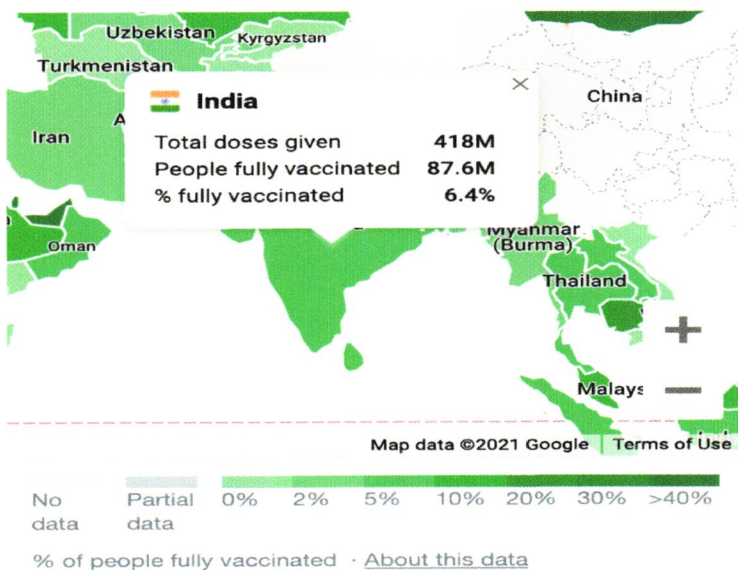 Uzbekistan
Kyrgyzstan
Turkmenistan
India
China
Total doses given 418M
People fully vaccinated 87.6M
% fully vaccinated 6.4%
Iran
Oman
Myanmar
(Burma)
Thailand
Malays
Map data ©2021 Google Terms of Use
No data
Partial data
0% 2% 5% 10% 20% 30% >40%
% of people fully vaccinated · About this data